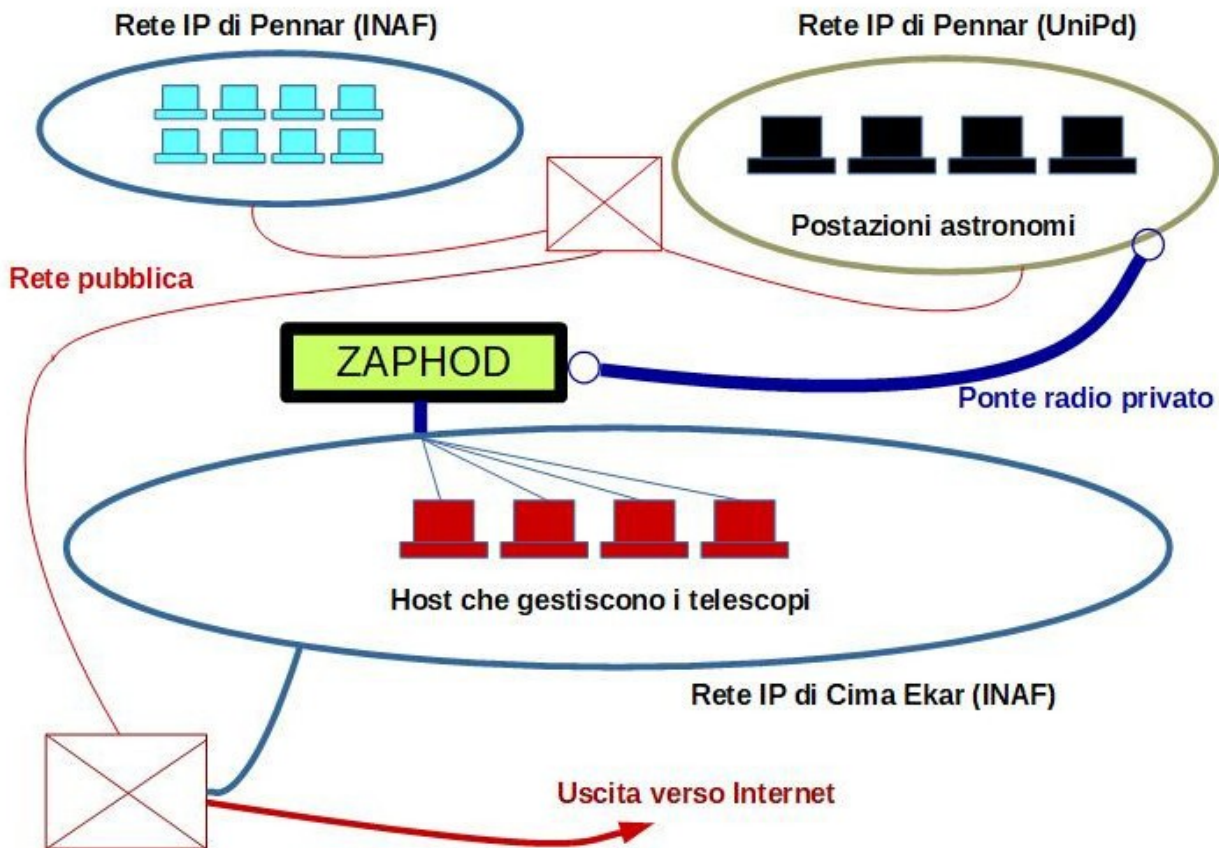 Rete IP di Pennar (INAF)
Rete IP di Pennar (UniPd)
Postazioni astronomi
Rete pubblica
ZAPHOD
Ponte radio privato
Host che gestiscono i telescopi
Rete IP di Cima Ekar (INAF)
Uscita verso Internet